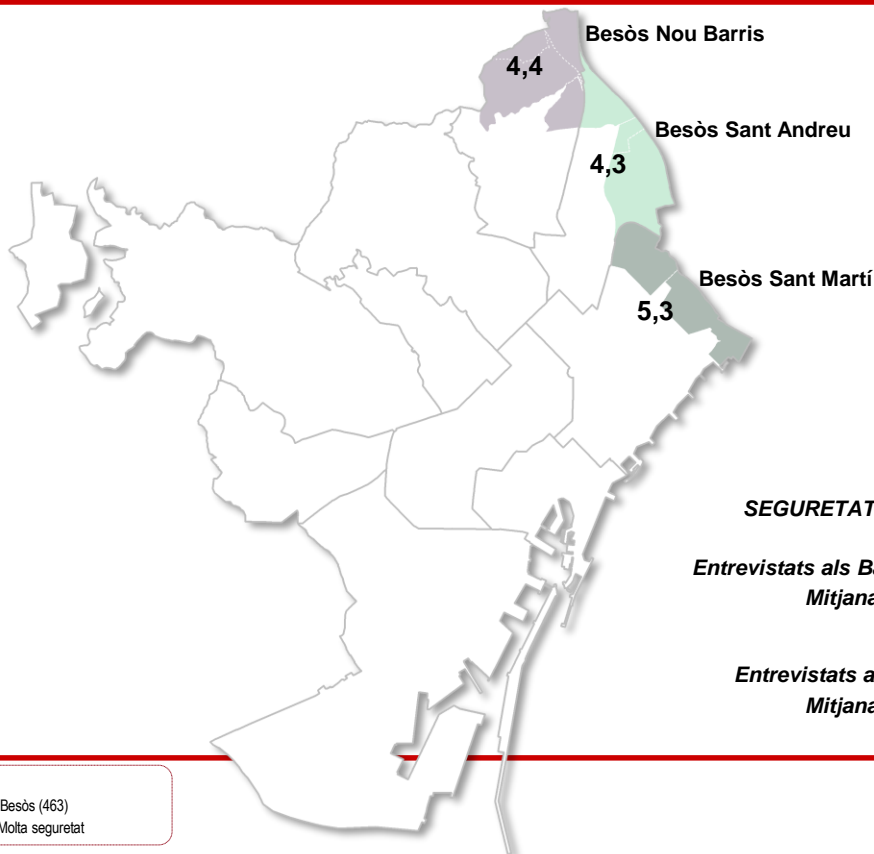 Besòs Nou Barris
4,4
Besòs Sant Andreu
4,3
Besòs Sant Martí
5,3
SEGURETAT
Entrevistats als
Mitjana
Entrevistats
Mitjana
Besòs (463)
Molta seguretat